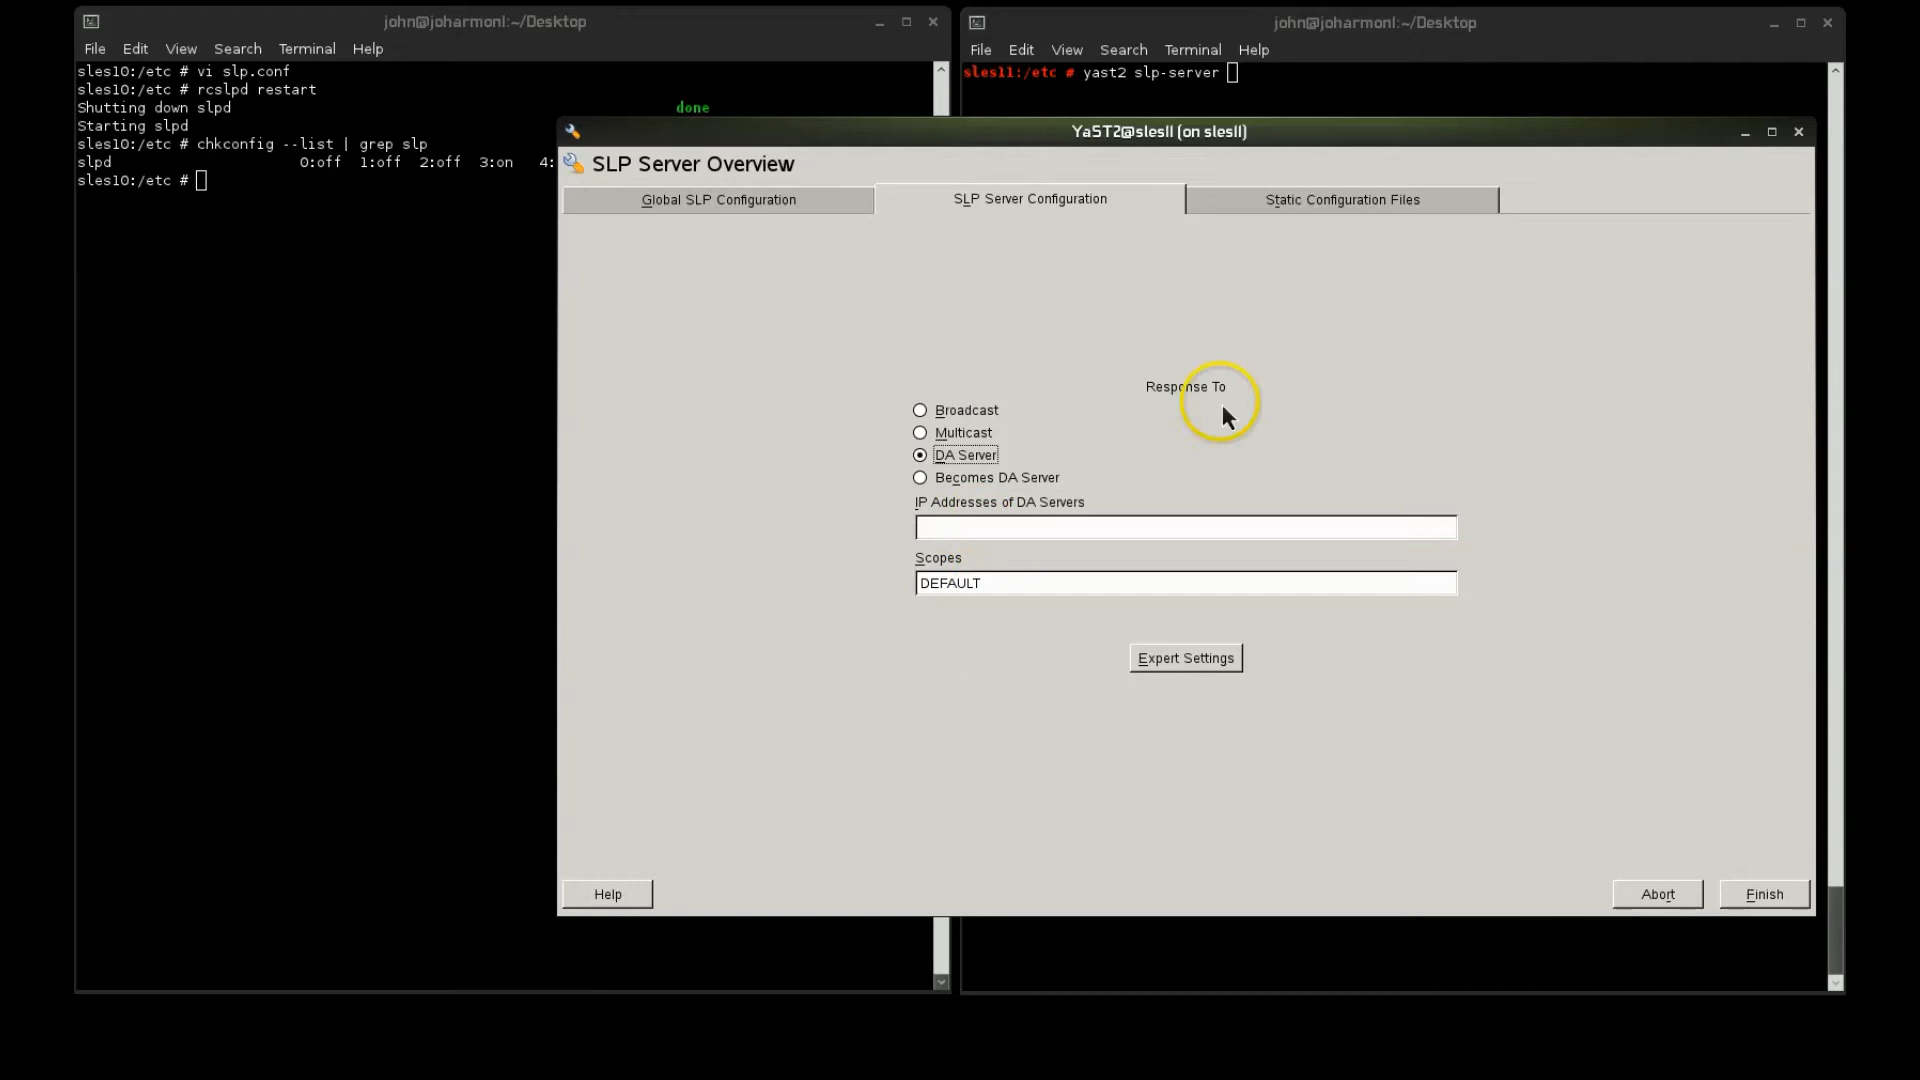 john@joharmonl:~/Desktop
File Edit View Search Terminal Help
sles10:/etc # vi slp.conf
sles10:/etc # rcslpd restart
Shutting down slpd done
Starting slpd
sles10:/etc # chkconfig --list | grep slp
slpd 0:off 1:off 2:off 3:on 4:
sles10:/etc #
john@joharmonl:~/Desktop
File Edit View Search Terminal Help
sles11:/etc # yast2 slp-server
YaST2@sles11 (on sles11)
SLP Server Overview
Global SLP Configuration
SLP Server Configuration
Static Configuration Files
Response To
Broadcast
Multicast
DA Server
Becomes DA Server
IP Addresses of DA Servers
Scopes
DEFAULT
Expert Settings
Help
Abort
Finish